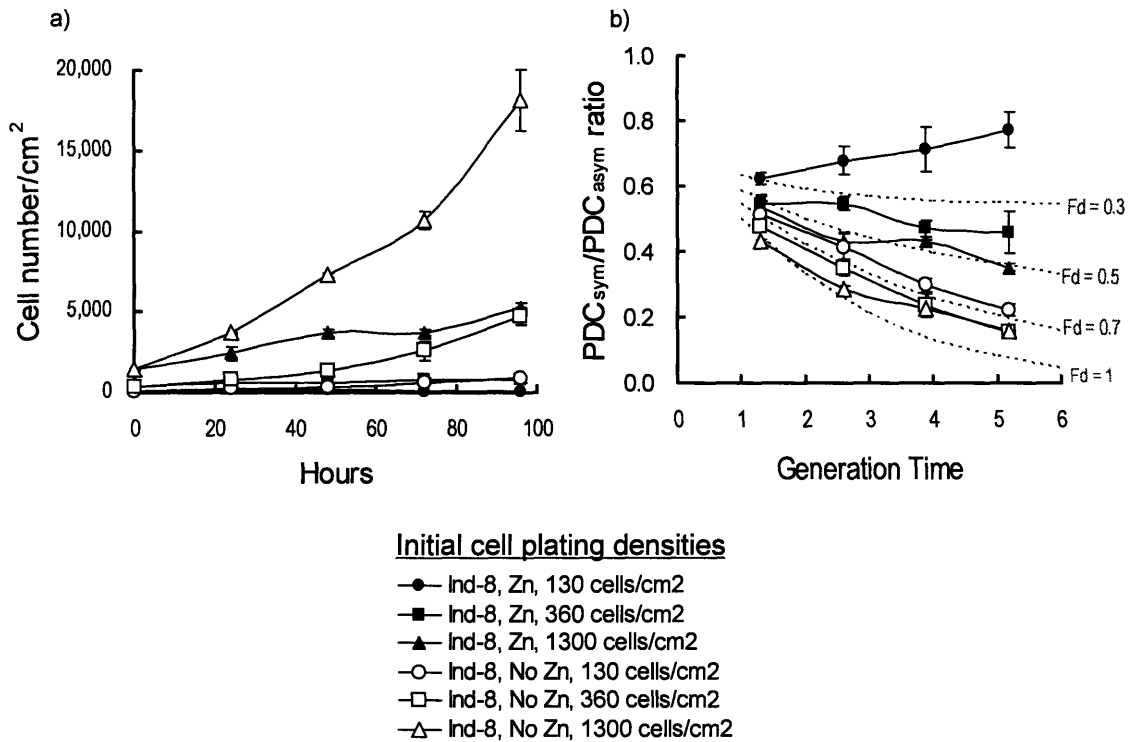 a)
20,000
15,000
10,000
5,000
0
0 20 40 60 80 100
Cell number/cm²
Hours
b)
1.0
0.8
0.6
0.4
0.2
0.0
0 1 2 3 4 5 6
PDCsym/PDCasym ratio
Generation Time
Fd = 0.3
Fd = 0.5
Fd = 0.7
Fd = 1
Initial cell plating densities
Ind-8, Zn, 130 cells/cm2
Ind-8, Zn, 360 cells/cm2
Ind-8, Zn, 1300 cells/cm2
Ind-8, No Zn, 130 cells/cm2
Ind-8, No Zn, 360 cells/cm2
Ind-8, No Zn, 1300 cells/cm2